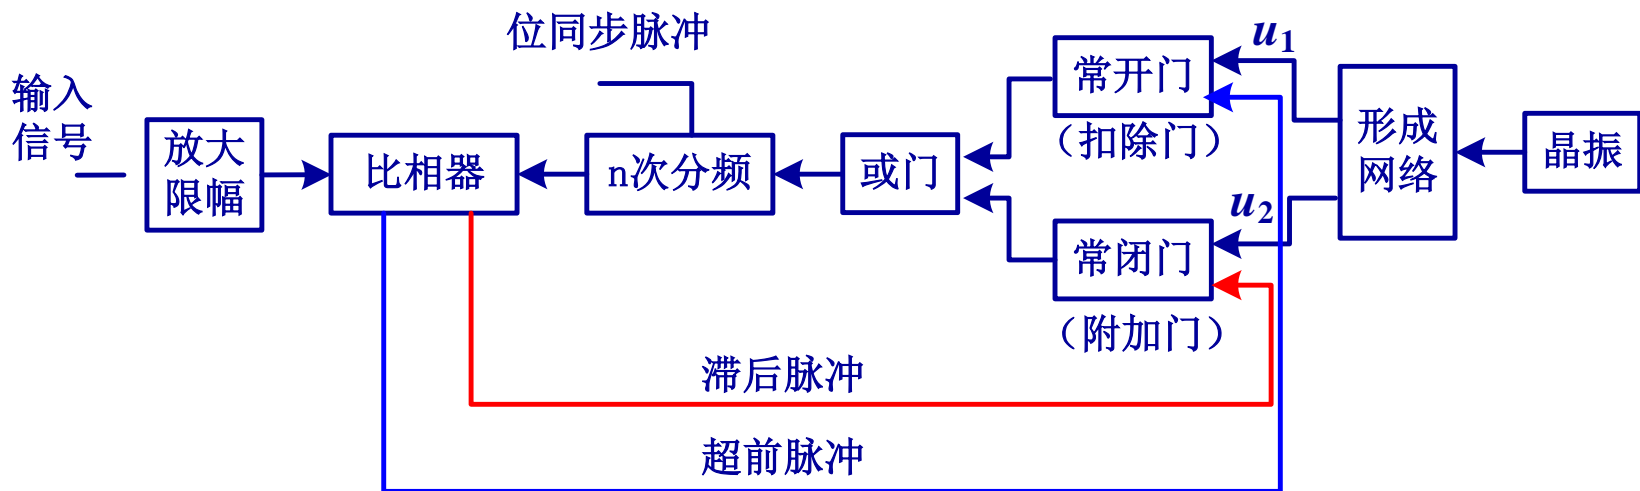 位同步脉冲
输入
信号
放大
限幅
比相器
n次分频
或门
常开门
（扣除门）
u1
常闭门
（附加门）
u2
形成
网络
晶振
滞后脉冲
超前脉冲